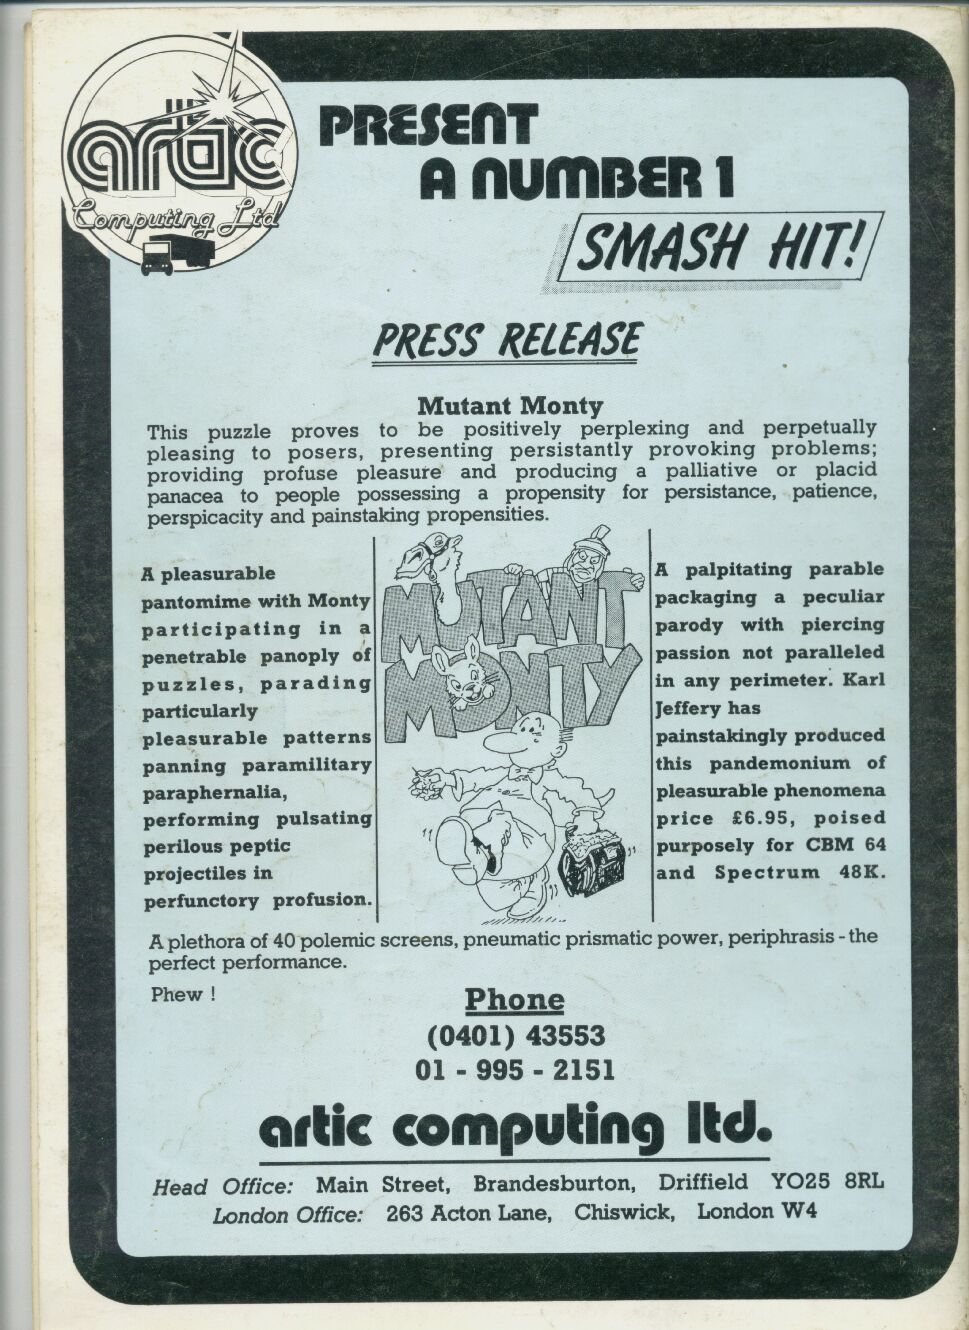 artic
Computing Ltd
PRESENT
A NUMBER 1
SMASH HIT!
PRESS RELEASE
Mutant Monty
This puzzle proves to be positively perplexing and perpetually
pleasing to posers, presenting persistantly provoking problems;
providing profuse pleasure and producing a palliative or placid
panacea to people possessing a propensity for persistance, patience,
perspicacity and painstaking propensities.
A pleasurable
pantomime with Monty
participating in a
penetrable panoply of
puzzles, parading
particularly
pleasurable patterns
panning paramilitary
paraphernalia,
performing pulsating
perilous peptic
projectiles in
perfunctory profusion.
MUTANT
MONTY
A palpitating parable
packaging a peculiar
parody with piercing
passion not paralleled
in any perimeter. Karl
Jeffery has
painstakingly produced
this pandemonium of
pleasurable phenomena
price £6.95, poised
purposely for CBM 64
and Spectrum 48K.
A plethora of 40 polemic screens, pneumatic prismatic power, periphrasis - the
perfect performance.
Phew !
Phone
(0401) 43553
01 - 995 - 2151
artic computing ltd.
Head Office: Main Street, Brandesburton, Driffield YO25 8RL
London Office: 263 Acton Lane, Chiswick, London W4